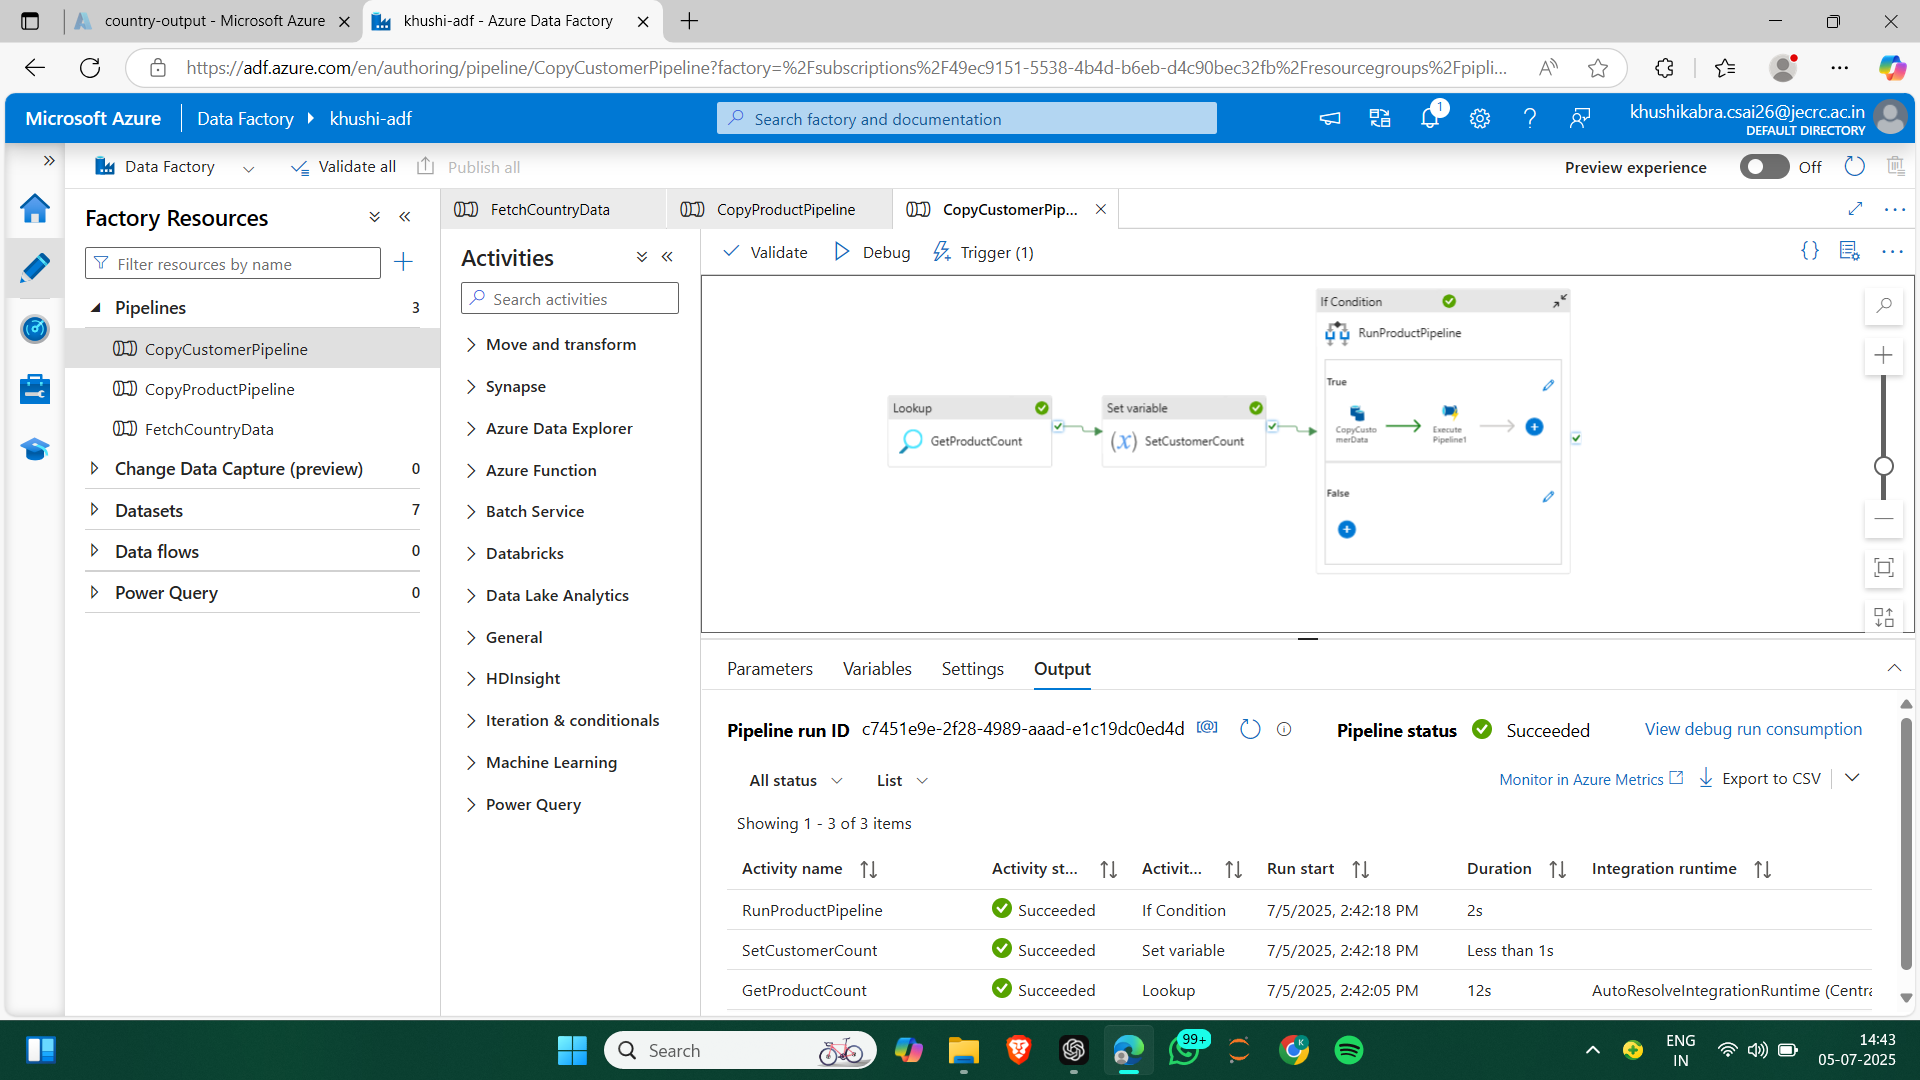 country-output - Microsoft Azure
khushi-adf - Azure Data Factory
https://adf.azure.com/en/authoring/pipeline/CopyCustomerPipeline?factory=%2Fsubscriptions%2F49ec9151-5538-4b4d-b6eb-d4c90bec32fb%2Fresourcegroups%2Fpipli...
Microsoft Azure
Data Factory
khushi-adf
Search factory and documentation
1
khushikabra.csai26@jecrc.ac.in
DEFAULT DIRECTORY
Data Factory
Validate all
Publish all
Preview experience
Off
Factory Resources
Filter resources by name
Pipelines 3
CopyCustomerPipeline
CopyProductPipeline
FetchCountryData
Change Data Capture (preview) 0
Datasets 7
Data flows 0
Power Query 0
FetchCountryData
CopyProductPipeline
CopyCustomerPip...
Activities
Search activities
Move and transform
Synapse
Azure Data Explorer
Azure Function
Batch Service
Databricks
Data Lake Analytics
General
HDInsight
Iteration & conditionals
Machine Learning
Power Query
Validate
Debug
Trigger (1)
Lookup
GetProductCount
Set variable
(x) SetCustomerCount
If Condition
RunProductPipeline
True
CopyCusto
merData
Execute
Pipeline1
False
Parameters
Variables
Settings
Output
Pipeline run ID c7451e9e-2f28-4989-aaad-e1c19dc0ed4d
Pipeline status Succeeded
View debug run consumption
All status
List
Monitor in Azure Metrics
Export to CSV
Showing 1 - 3 of 3 items
Activity name Activity st... Activit... Run start Duration Integration runtime
RunProductPipeline Succeeded If Condition 7/5/2025, 2:42:18 PM 2s
SetCustomerCount Succeeded Set variable 7/5/2025, 2:42:18 PM Less than 1s
GetProductCount Succeeded Lookup 7/5/2025, 2:42:05 PM 12s AutoResolveIntegrationRuntime (Centra
Search
99+
K
ENG
IN
14:43
05-07-2025